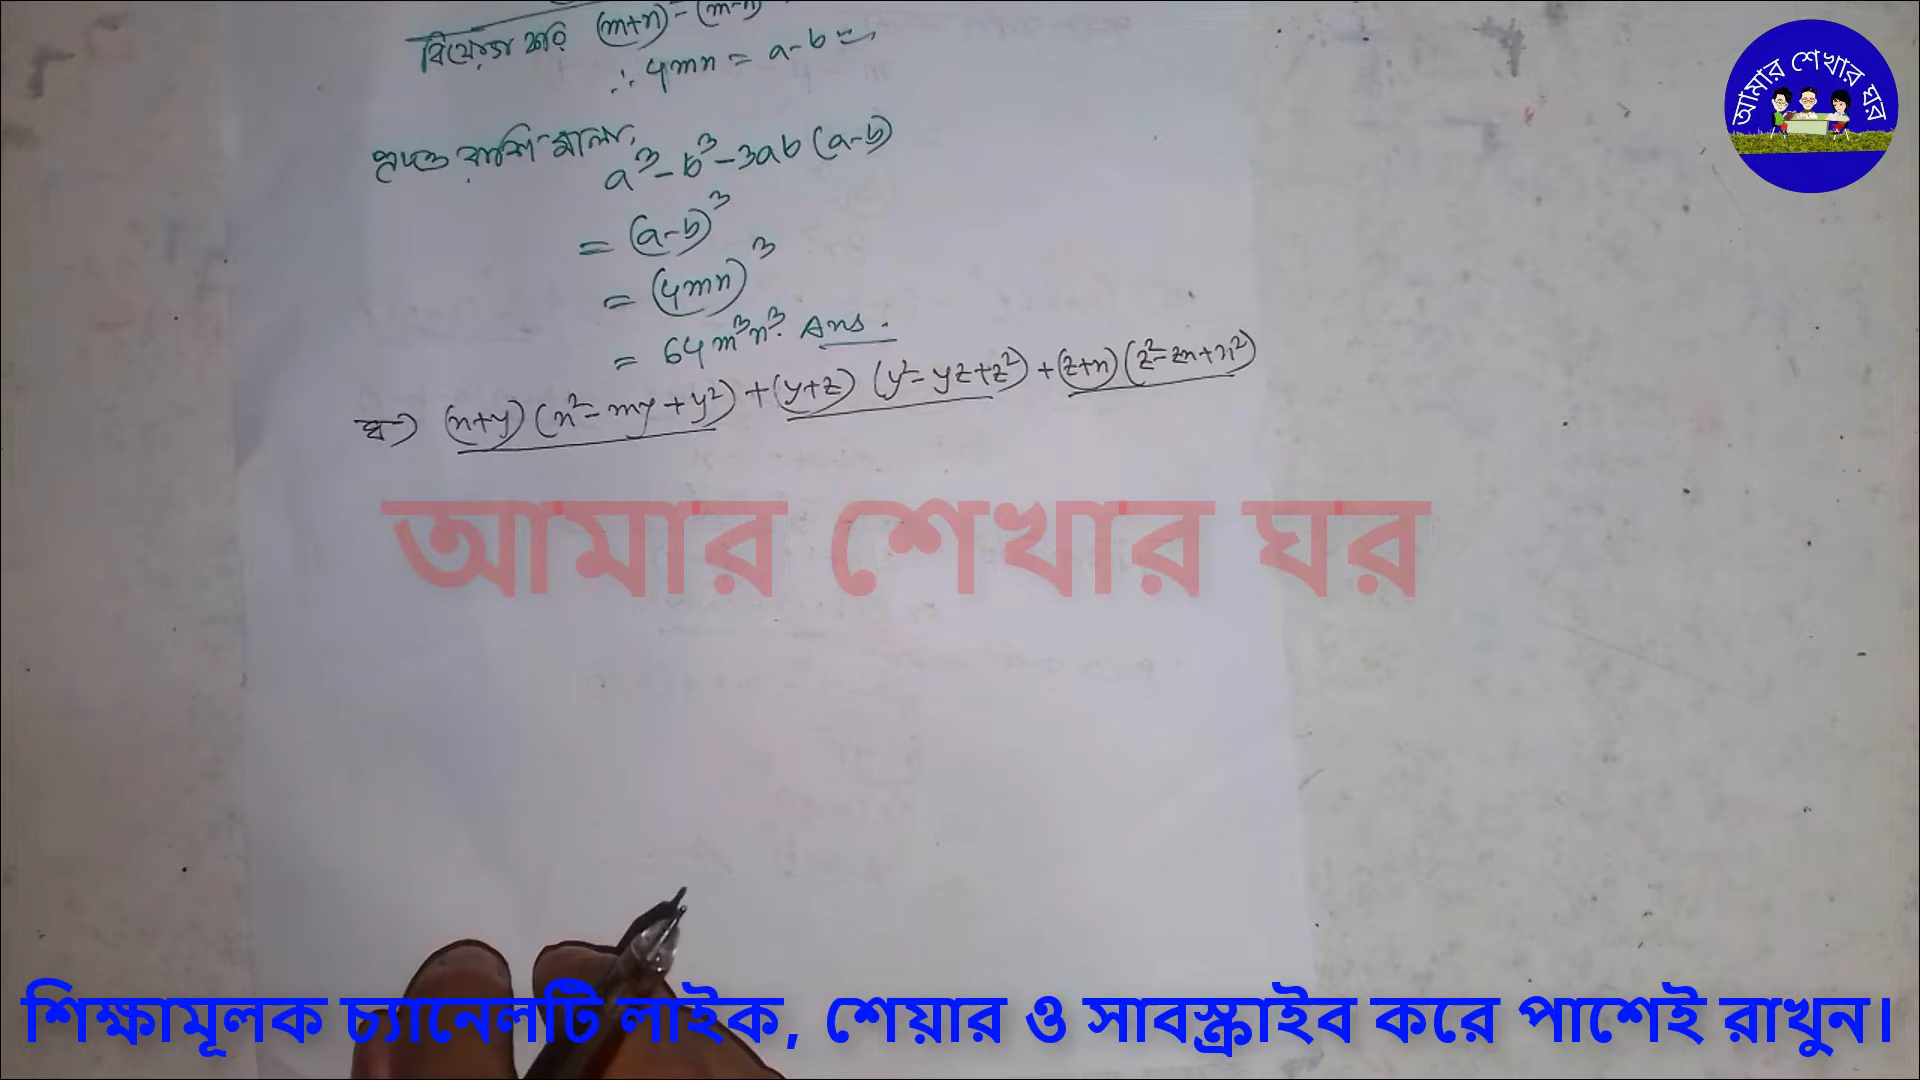 বিয়োগ করি (m+n)² - (m-n)
∴ 4mn = a-b
প্রদত্ত রাশিমালা,
a³ - b³ - 3ab (a-b)
= (a-b)³
= (4mn)³
= 64m³n³. Ans.
ঘ) (x+y) (x² - xy + y²) + (y+z) (y² - yz + z²) + (z+x) (z² - zx + x²)
আমার শেখার ঘর
আমার শেখার ঘর
শিক্ষামূলক চ্যানেলটি লাইক, শেয়ার ও সাবস্ক্রাইব করে পাশেই রাখুন।